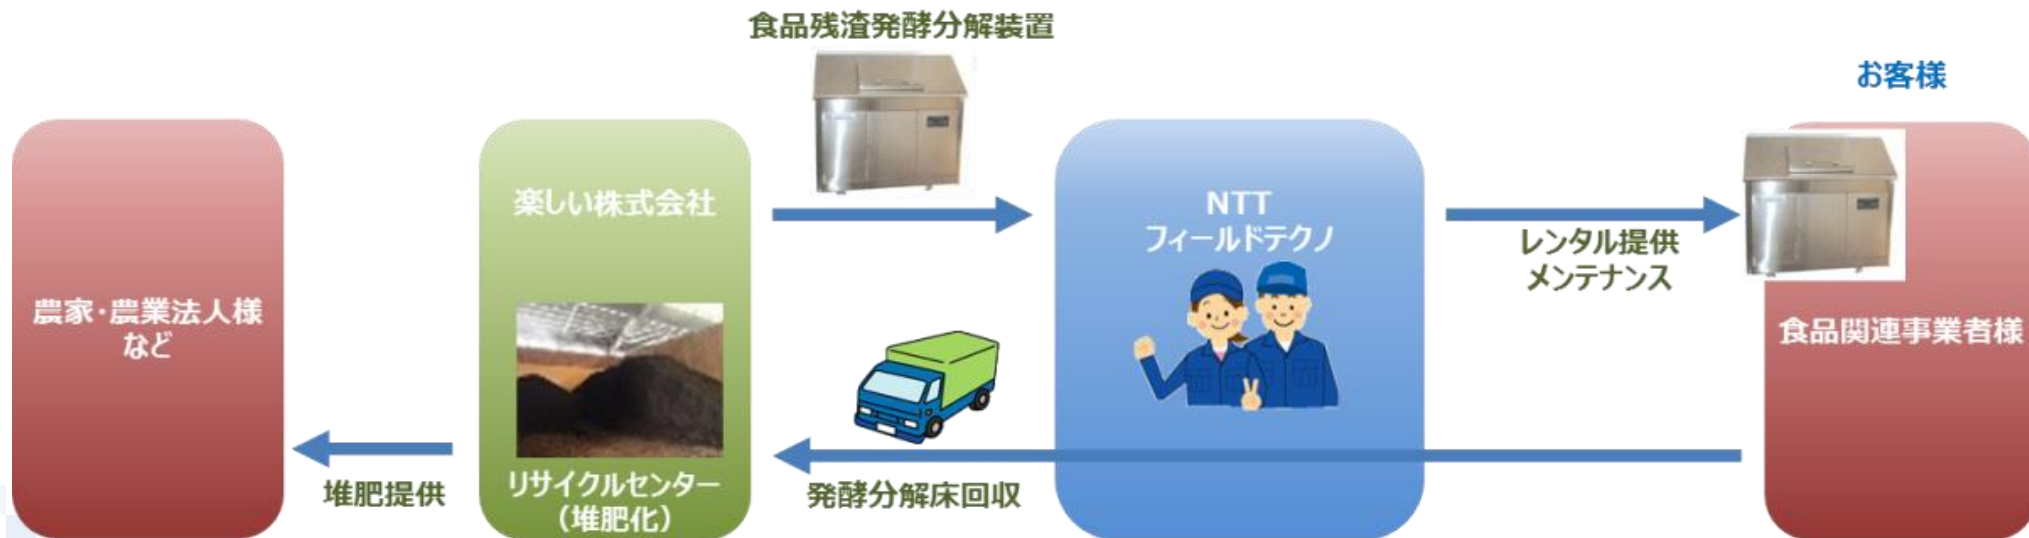 食品残渣発酵分解装置
お客様
楽しい株式会社
NTT
フィールドテクノ
レンタル提供
メンテナンス
農家・農業法人様
など
食品関連事業者様
リサイクルセンター
（堆肥化）
堆肥提供
発酵分解床回収